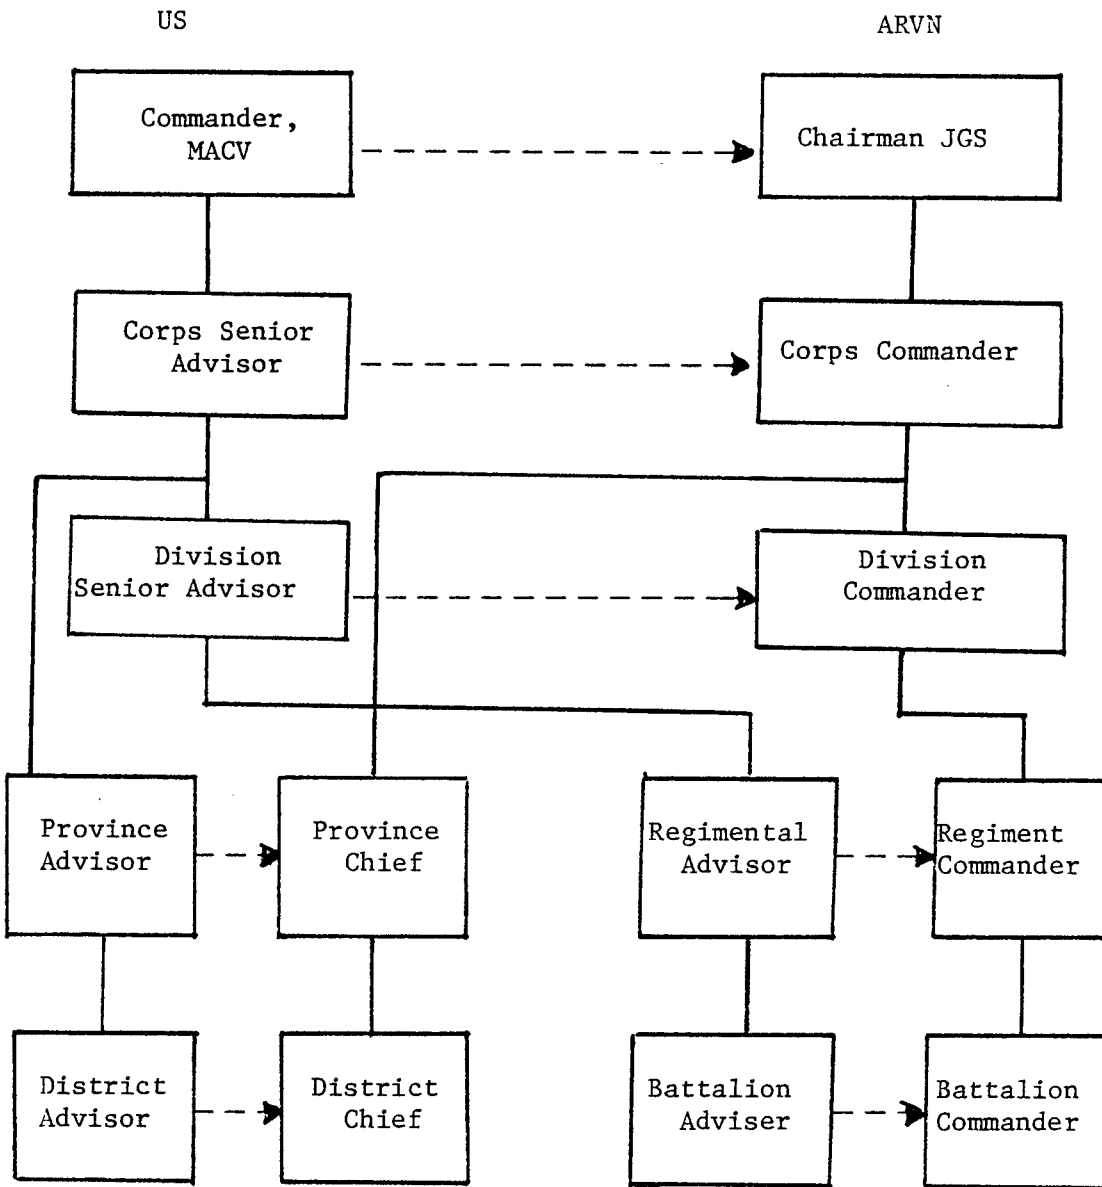 US
ARVN
Commander,
MACV
Chairman JGS
Corps Senior
Advisor
Corps Commander
Division
Senior Advisor
Division
Commander
Province
Advisor
Province
Chief
Regimental
Advisor
Regiment
Commander
District
Advisor
District
Chief
Battalion
Adviser
Battalion
Commander